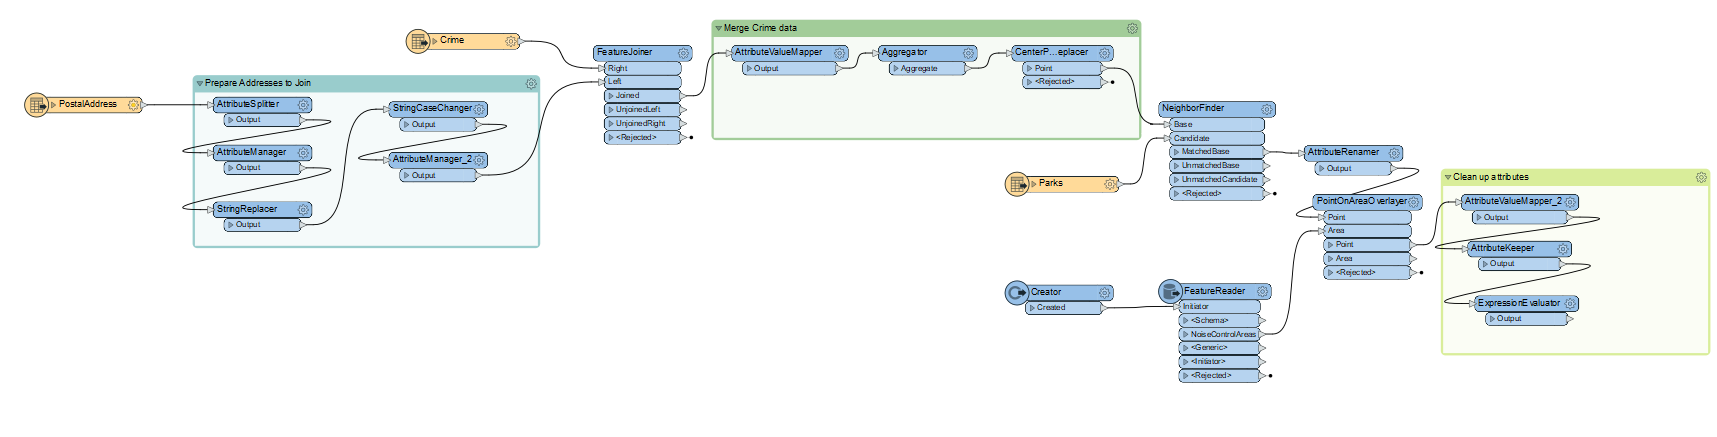 PostalAddress
Prepare Addresses to Join
AttributeSplitter
Output
AttributeManager
Output
StringReplacer
Output
StringCaseChanger
Output
AttributeManager_2
Output
Crime
FeatureJoiner
Right
Left
Joined
UnjoinedLeft
UnjoinedRight
<Rejected>
Merge Crime data
AttributeValueMapper
Output
Aggregator
Aggregate
CenterP...eplacer
Point
<Rejected>
Parks
NeighborFinder
Base
Candidate
MatchedBase
UnmatchedBase
UnmatchedCandidate
<Rejected>
Creator
Created
FeatureReader
Initiator
<Schema>
NoiseControlAreas
<Generic>
<Initiator>
<Rejected>
AttributeRenamer
Output
PointOnAreaOverlayer
Point
Area
Point
Area
<Rejected>
Clean up attributes
AttributeValueMapper_2
Output
AttributeKeeper
Output
ExpressionEvaluator
Output